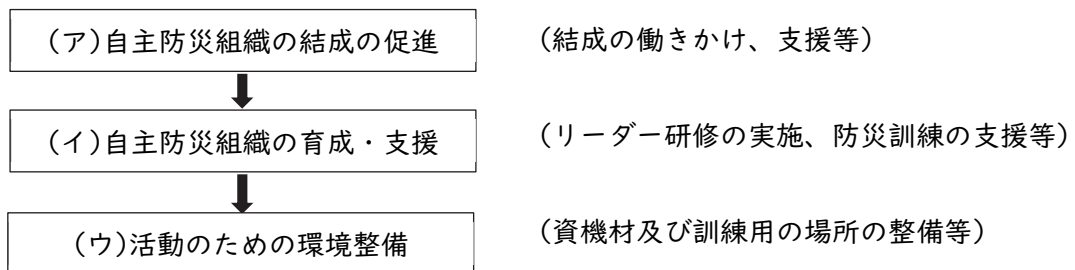 (ア)自主防災組織の結成の促進 (結成の働きかけ、支援等)
(イ)自主防災組織の育成・支援 (リーダー研修の実施、防災訓練の支援等)
(ウ)活動のための環境整備 (資機材及び訓練用の場所の整備等)